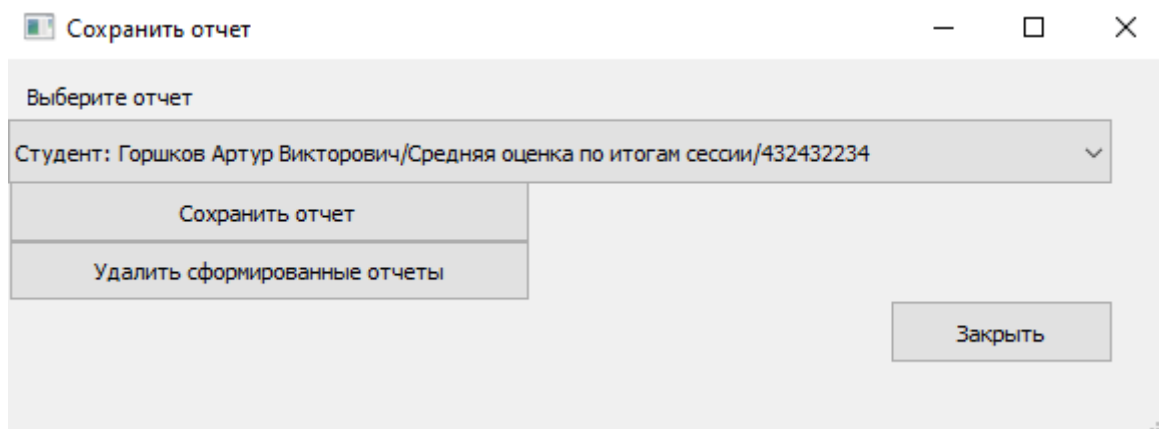 Сохранить отчет
Выберите отчет
Студент: Горшков Артур Викторович/Средняя оценка по итогам сессии/432432234
Сохранить отчет
Удалить сформированные отчеты
Закрыть